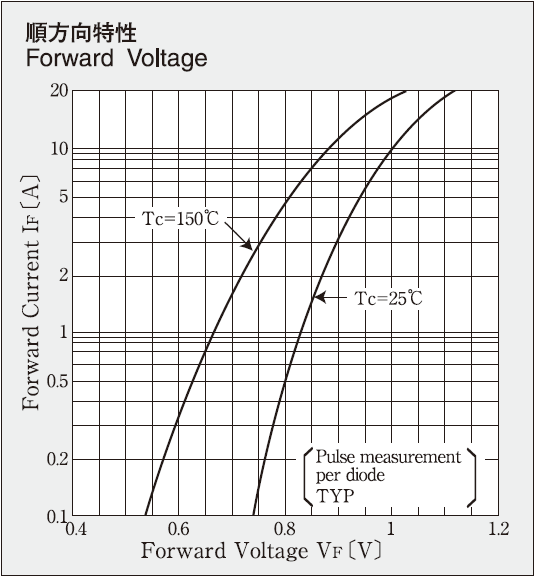 順方向特性
Forward Voltage
20
10
5
2
1
0.5
0.2
0.1
Forward Current IF〔A〕
Tc=150℃
Tc=25℃
Pulse measurement
per diode
TYP
0.4 0.6 0.8 1 1.2
Forward Voltage VF〔V〕